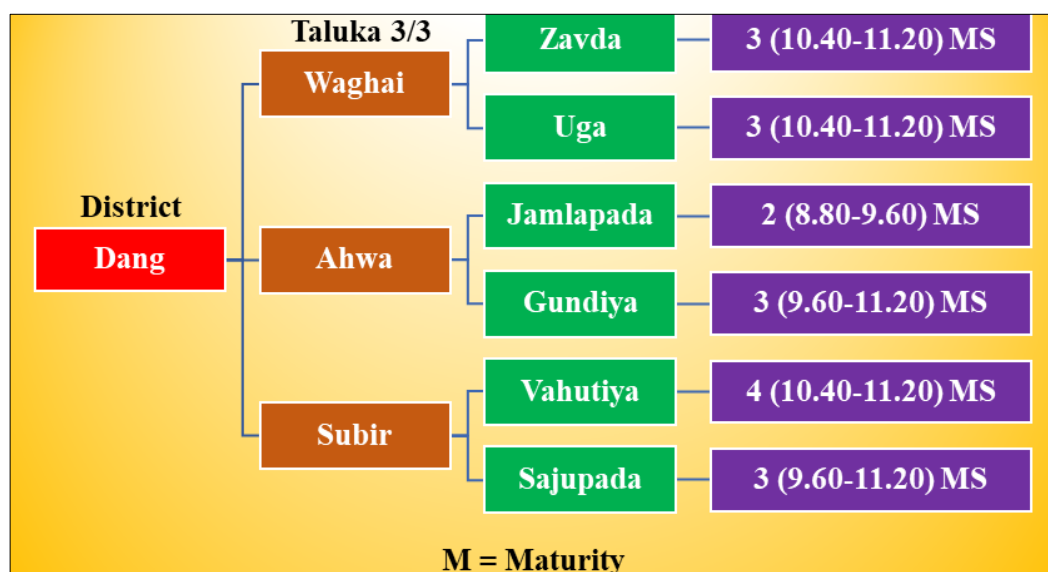 Taluka 3/3
Zavda
3 (10.40-11.20) MS
Waghai
Uga
3 (10.40-11.20) MS
District
Dang
Ahwa
Jamlapada
2 (8.80-9.60) MS
Gundiya
3 (9.60-11.20) MS
Subir
Vahutiya
4 (10.40-11.20) MS
Sajupada
3 (9.60-11.20) MS
M = Maturity